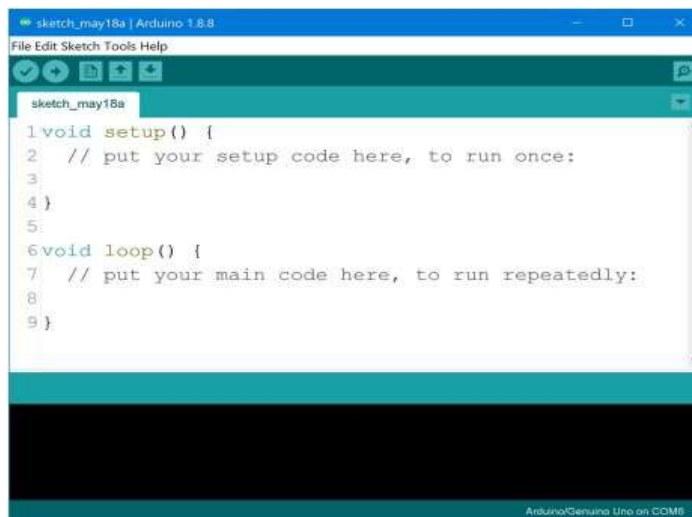 sketch_may18a | Arduino 1.8.8
File Edit Sketch Tools Help
sketch_may18a
1 void setup() {
2   // put your setup code here, to run once:
3
4 }
5
6 void loop() {
7   // put your main code here, to run repeatedly:
8
9 }
Arduino/Genuino Uno on COM6